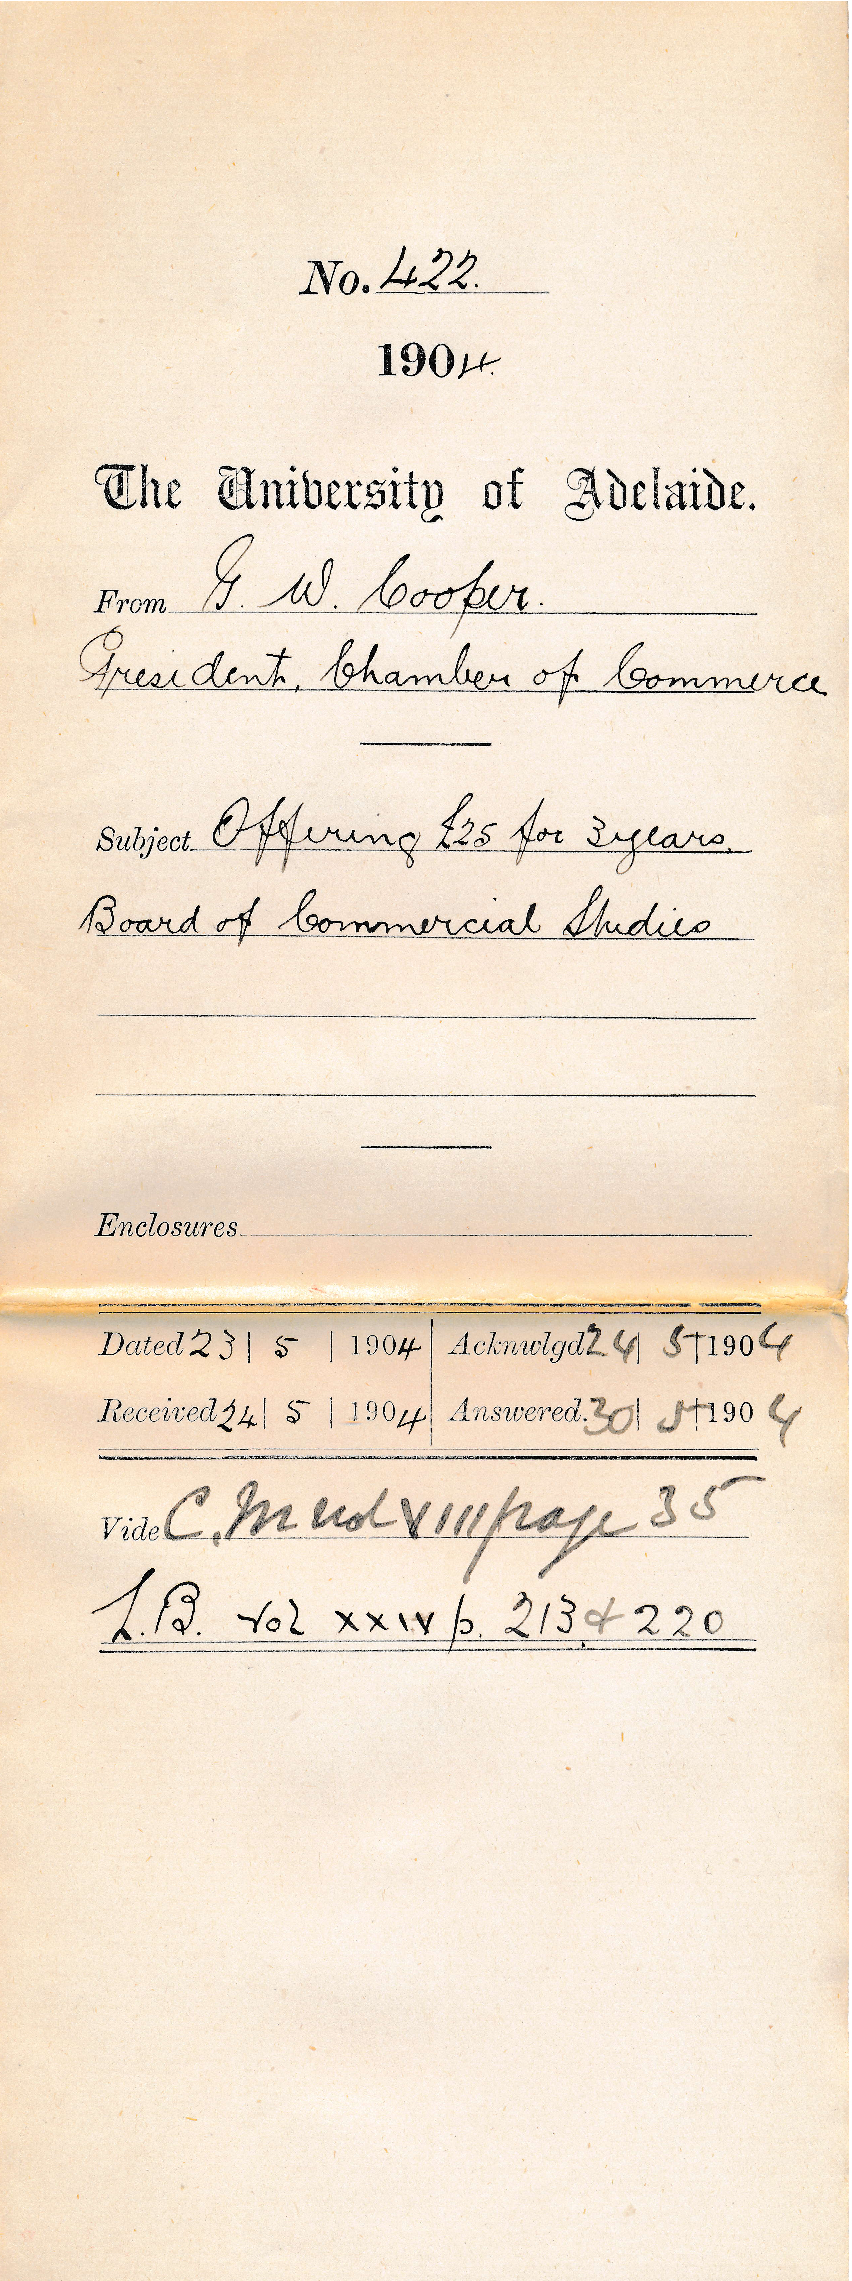 No. 422.
1904.
The University of Adelaide.
From G. W. Cooper.
President, Chamber of Commerce
Subject Offering £25 for 3 years.
Board of Commercial Studies
Enclosures
Dated 23 | 5 | 1904 | Acknwlgd 24 | 5 | 1904
Received 24 | 5 | 1904 | Answered. 30 | 5 | 1904
Vide C. M vol VIII page 35
L.B. vol XXIV p. 213 & 220